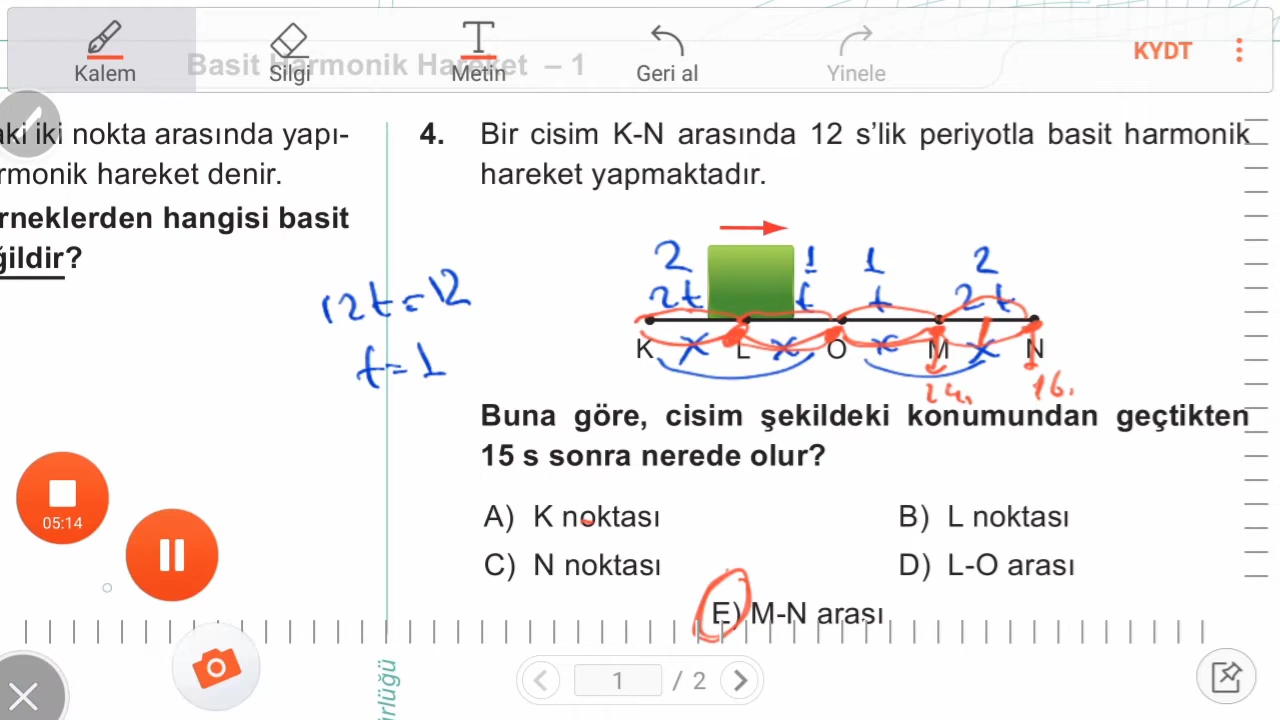 Kalem
Silgi
Metin
Geri al
Yinele
KYDT
Basit Harmonik Hareket – 1
aki iki nokta arasında yapı-
rmonik hareket denir.
rneklerden hangisi basit
ğildir?
12t=12
t=1
4. Bir cisim K-N arasında 12 s’lik periyotla basit harmonik
hareket yapmaktadır.
2 1 1 2
2t t t 2t
K L O M N
x x x x
14. 16.
Buna göre, cisim şekildeki konumundan geçtikten
15 s sonra nerede olur?
A) K noktası B) L noktası
C) N noktası D) L-O arası
E) M-N arası
05:14
1 / 2
rlüğü